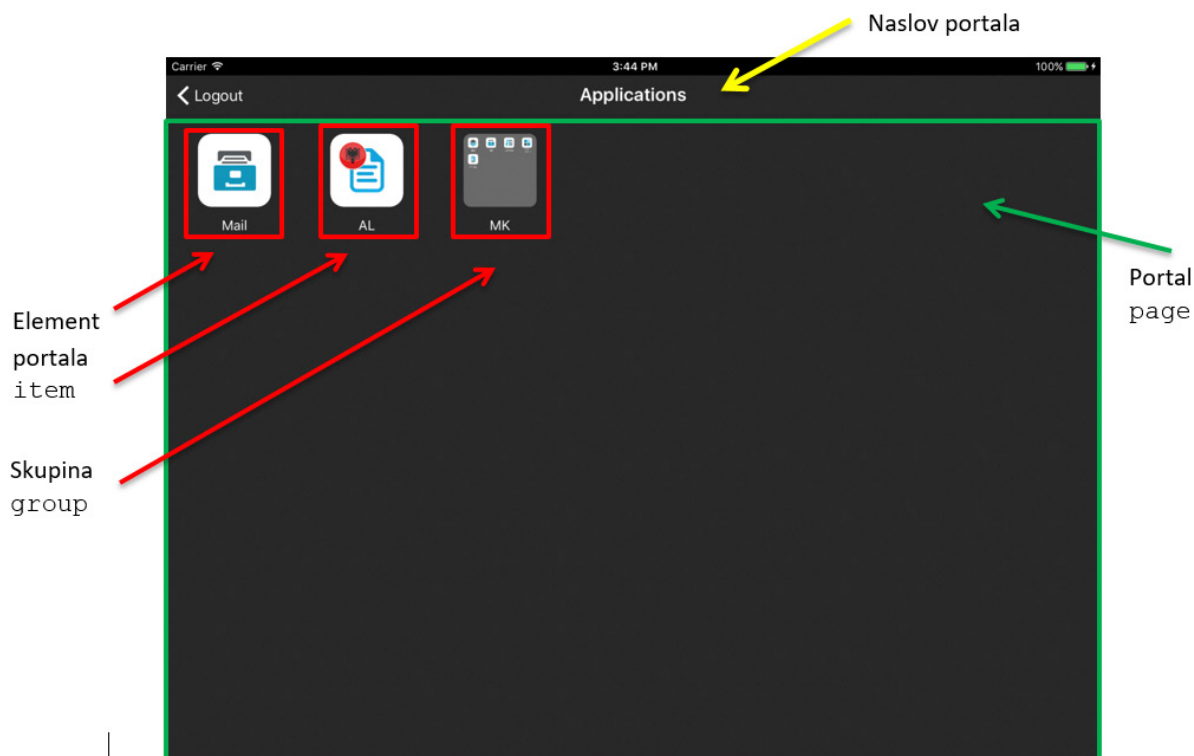 Naslov portala
Carrier 3:44 PM 100%
Logout Applications
Mail AL MK
Portal
page
Element
portala
item
Skupina
group